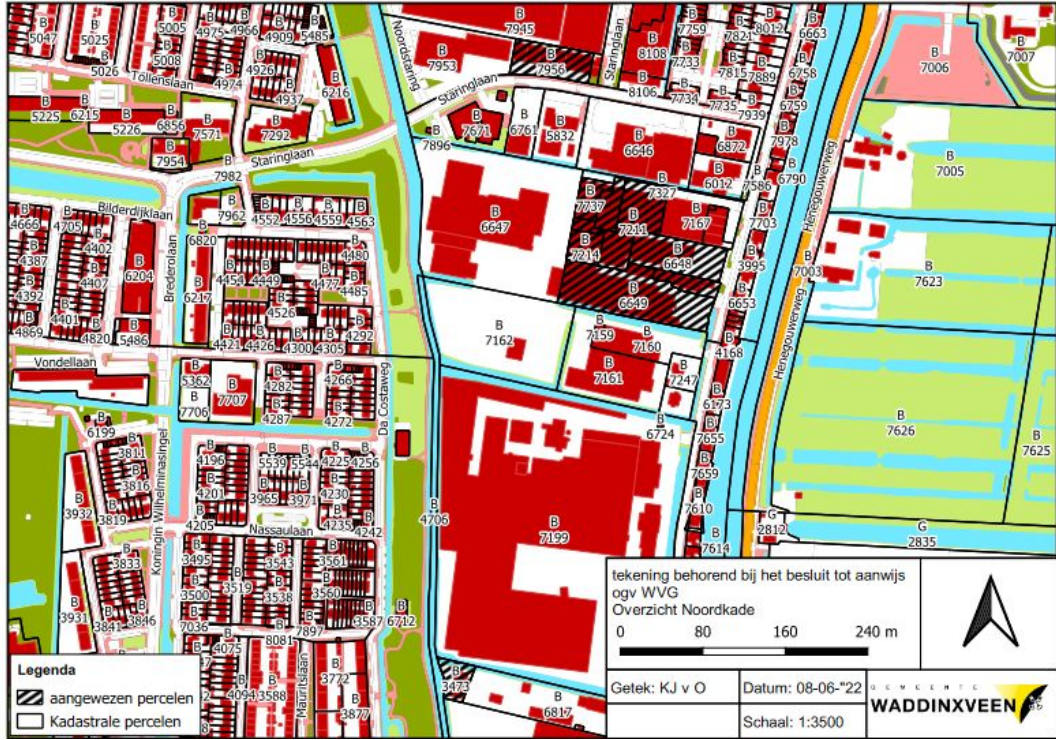 B 5047
B 5025
B 5026
B 5005
B 5008
B 4975
B 4966
B 4909
B 5485
B 4974
B 4926
B 4937
B 6216
Tollenslaan
Noordstaring
B 7953
B 7945
B 7956
Staringlaan
B 8108
B 8106
B 7759
B 7733
B 7734
B 7821
B 8012
B 7815
B 7889
B 7735
B 7939
B 6663
B 6758
B 6759
B 7978
B 6790
B 7006
B 7007
B 7005
B 5225
B 6215
B 5226
B 6856
B 7571
B 7292
B 7954
B 7982
Staringlaan
Staringlaan
B 7896
B 7671
B 6761
B 5832
B 6646
B 6872
B 6012
B 7586
B 7703
Henegouwerweg
Bilderdijklaan
B 7962
B 4552
B 4556
B 4559
B 4563
B 6647
B 7737
B 7327
B 7211
B 7167
B 7214
B 6648
B 3995
B 6649
B 6653
B 7003
B 7623
B 4666
B 4705
B 4402
B 4387
B 4407
B 4392
B 4401
B 4869
B 4820
B 5486
B 6204
Brederolaan
B 6820
B 6217
B 4480
B 4454
B 4449
B 4477
B 4485
B 4526
B 4292
B 4421
B 4426
B 4300
B 4305
B 7162
B 7159
B 7160
B 7161
B 7247
B 4168
B 6173
B 6724
B 7655
B 7659
B 7610
B 7614
Henegouwerweg
B 7626
B 7625
Vondellaan
B 5362
B 7706
B 7707
B 4282
B 4266
B 4287
B 4272
Da Costaweg
B 6199
B 3811
B 3816
B 3932
B 3819
Koningin Wilhelminasingel
B 4196
B 4201
B 4205
B 5539
B 5544
B 3965
B 3971
B 4225
B 4256
B 4230
B 4235
B 4242
Nassaulaan
B 4706
B 7199
G 2812
G 2835
B 3833
B 3931
B 3841
B 3846
B 3495
B 3500
B 7036
B 3519
B 3543
B 3538
B 3561
B 3560
B 3587
B 7897
B 8081
B 6712
B 4075
B 4094
B 3588
Mauritslaan
B 3772
B 3877
B 3473
B 6817
Legenda
aangewezen percelen
Kadastrale percelen
tekening behorend bij het besluit tot aanwijs
ogv WVG
Overzicht Noordkade
0 80 160 240 m
Getek: KJ v O
Datum: 08-06-"22
Schaal: 1:3500
GEMEENTE
WADDINXVEEN